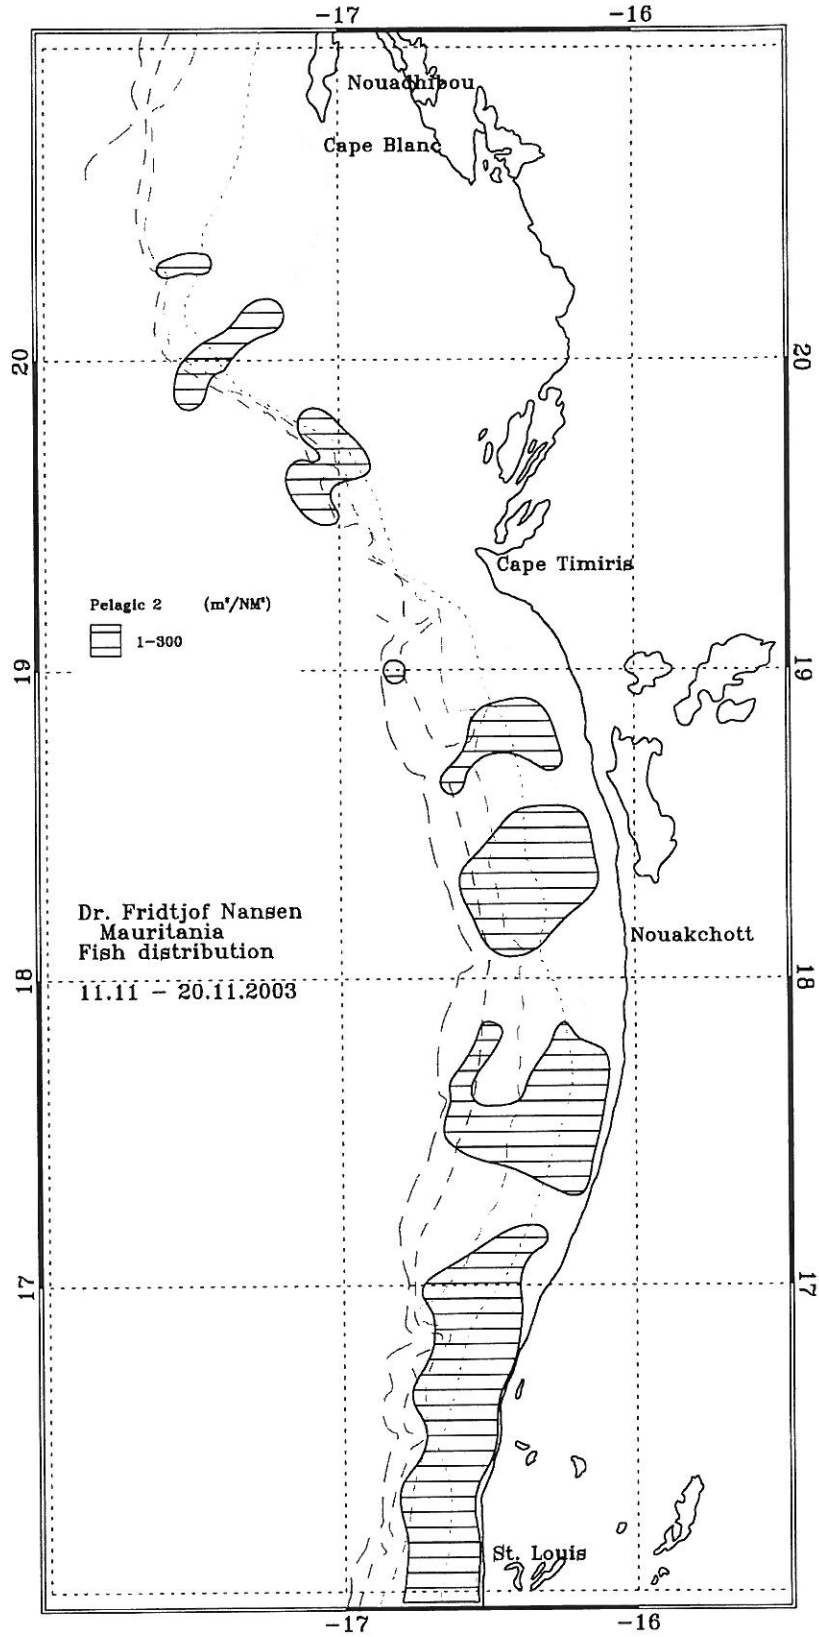 -17 -16
Nouadhibou
Cape Blanc
20 20
Cape Timiris
Pelagic 2 (m²/NM²)
1-300
19 19
Dr. Fridtjof Nansen
Mauritania
Fish distribution
Nouakchott
18 18
11.11 - 20.11.2003
17 17
St. Louis
-17 -16